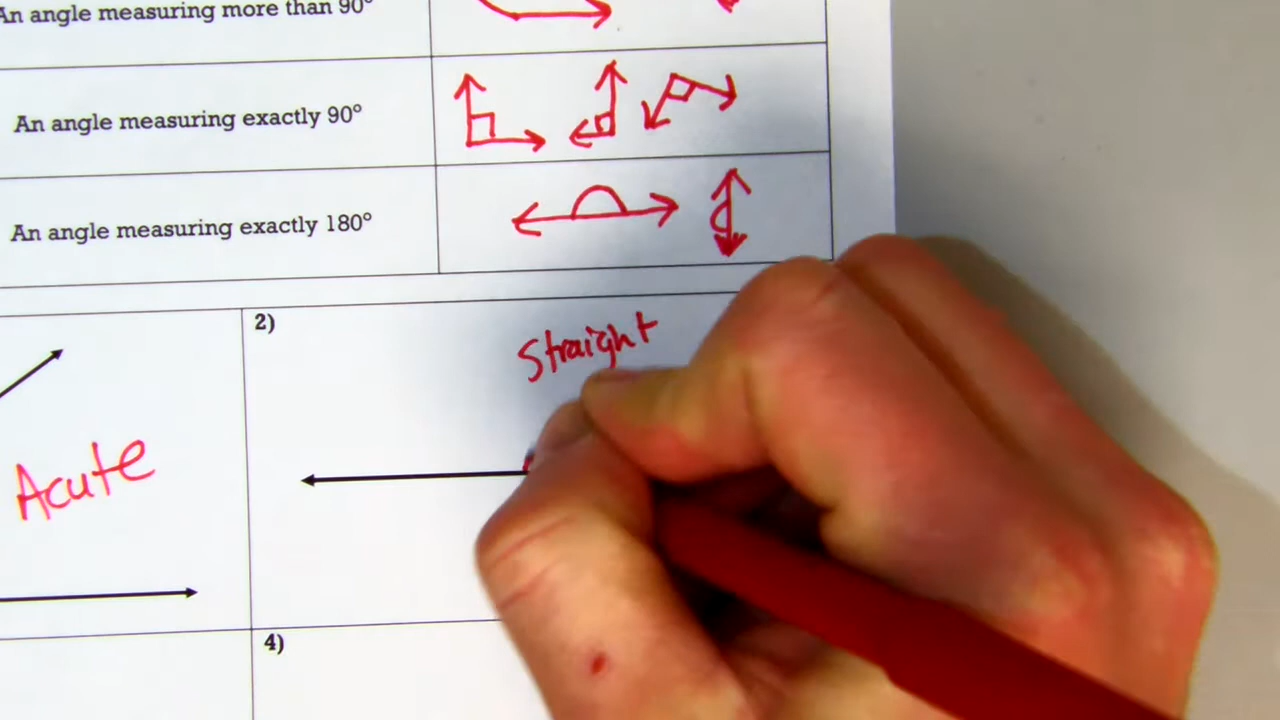 An angle measuring more than 90°
An angle measuring exactly 90°
An angle measuring exactly 180°
2)
Straight
Acute
4)